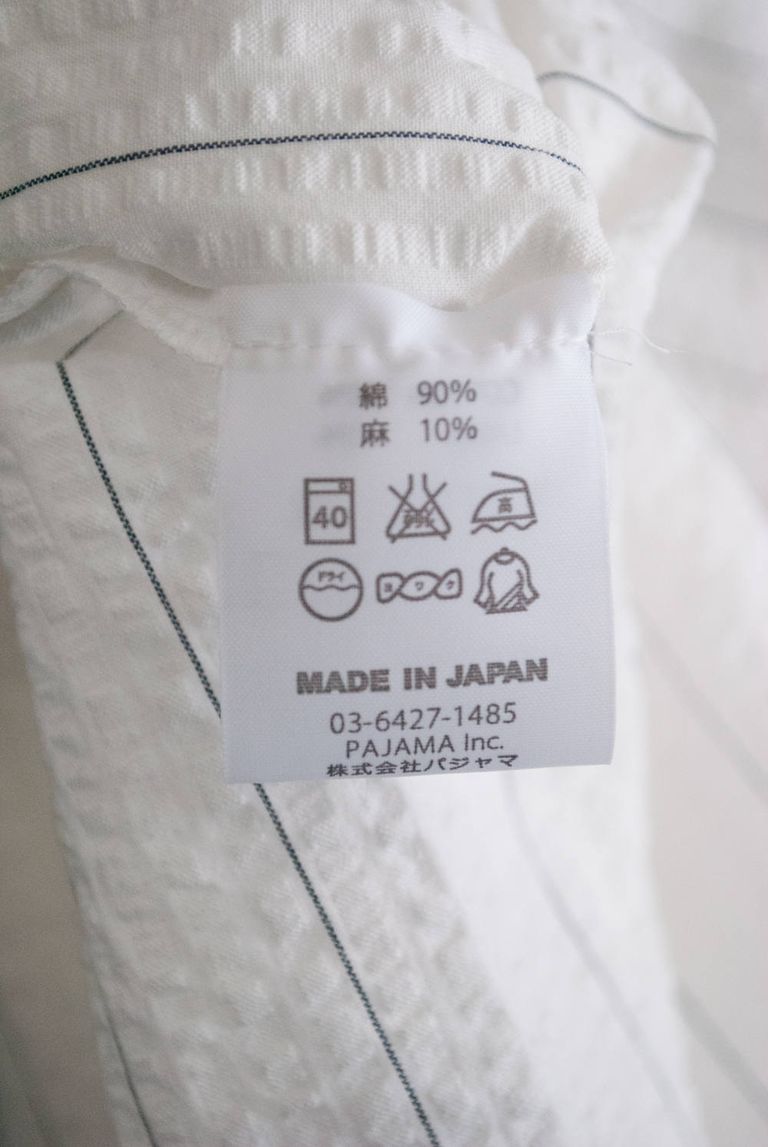 綿 90%
麻 10%
40
高
ドライ
ヨワク
MADE IN JAPAN
03-6427-1485
PAJAMA Inc.
株式会社パジャマ